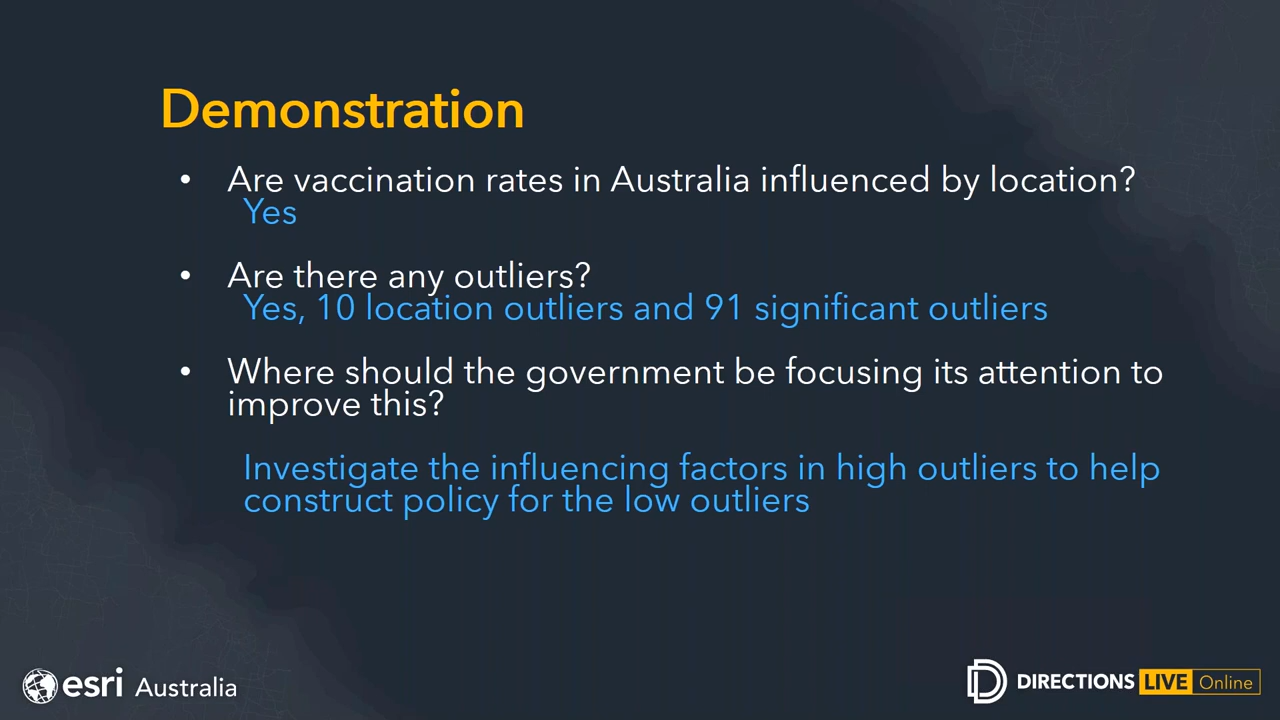 Demonstration
• Are vaccination rates in Australia influenced by location?
Yes
• Are there any outliers?
Yes, 10 location outliers and 91 significant outliers
• Where should the government be focusing its attention to
improve this?
Investigate the influencing factors in high outliers to help
construct policy for the low outliers
esri Australia
DIRECTIONS LIVE Online